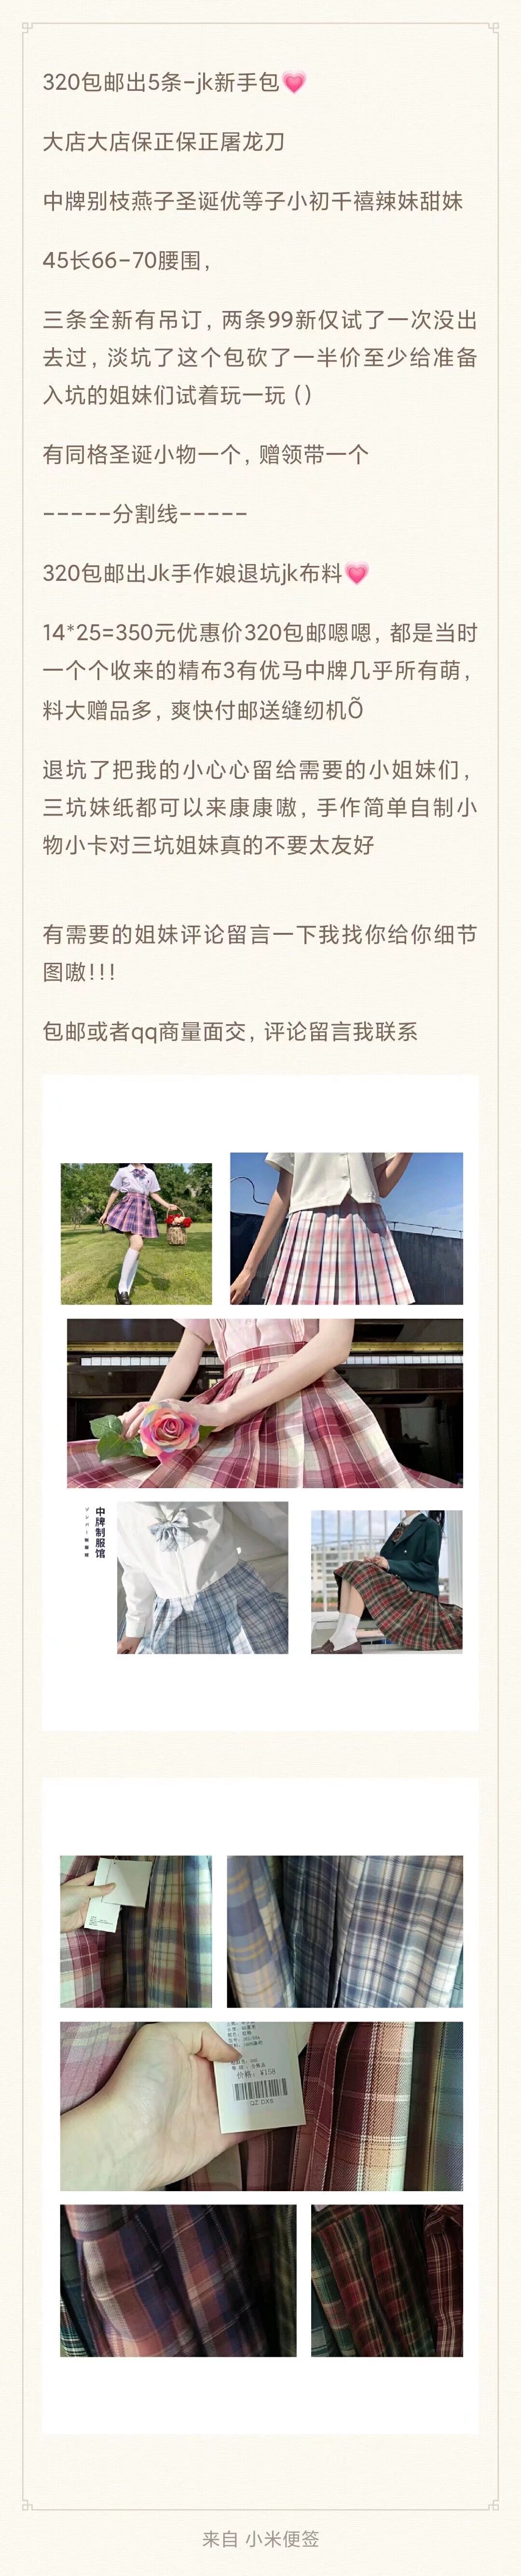 320包邮出5条-jk新手包💗
大店大店保正保正屠龙刀
中牌别枝燕子圣诞优等子小初千禧辣妹甜妹
45长66-70腰围，
三条全新有吊订，两条99新仅试了一次没出
去过，淡坑了这个包砍了一半价至少给准备
入坑的姐妹们试着玩一玩（）
有同格圣诞小物一个，赠领带一个
-----分割线-----
320包邮出Jk手作娘退坑jk布料💗
14*25=350元优惠价320包邮嗯嗯，都是当时
一个个收来的精布3有优马中牌几乎所有萌，
料大赠品多，爽快付邮送缝纫机Õ
退坑了把我的小心心留给需要的小姐妹们，
三坑妹纸都可以来康康嗷，手作简单自制小
物小卡对三坑姐妹真的不要太友好
有需要的姐妹评论留言一下我找你给你细节
图嗷!!!
包邮或者qq商量面交，评论留言我联系
中牌制服馆
价格：¥158
QZ DXS
来自 小米便签